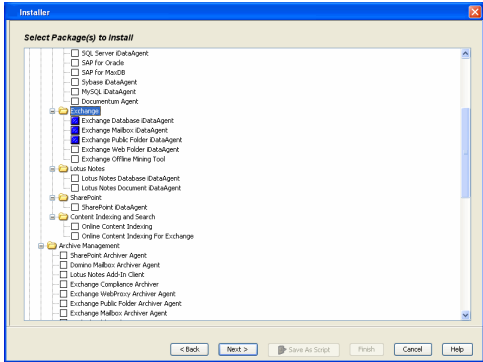 Installer
Select Package(s) to install
SQL Server iDataAgent
SAP for Oracle
SAP for MaxDB
Sybase iDataAgent
MySQL iDataAgent
Documentum Agent
Exchange
Exchange Database iDataAgent
Exchange Mailbox iDataAgent
Exchange Public Folder iDataAgent
Exchange Web Folder iDataAgent
Exchange Offline Mining Tool
Lotus Notes
Lotus Notes Database iDataAgent
Lotus Notes Document iDataAgent
SharePoint
SharePoint iDataAgent
Content Indexing and Search
Online Content Indexing
Online Content Indexing For Exchange
Archive Management
SharePoint Archiver Agent
Domino Mailbox Archiver Agent
Lotus Notes Add-In Client
Exchange Compliance Archiver
Exchange WebProxy Archiver Agent
Exchange Public Folder Archiver Agent
Exchange Mailbox Archiver Agent
< Back Next > Save As Script Finish Cancel Help